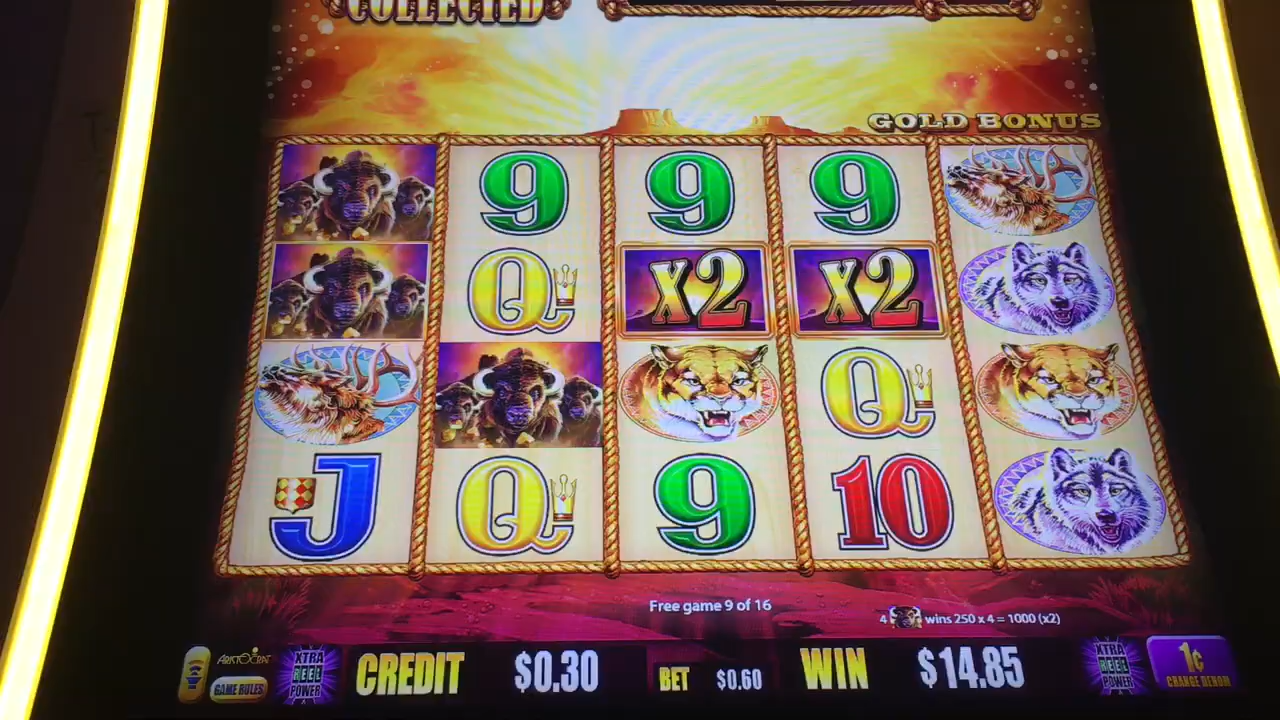 COLLECTED
GOLD BONUS
9 9 9
Q X2 X2
Q
J Q 9 10
Free game 9 of 16
4 wins 250 x 4 = 1000 (x2)
ARISTOCRAT
GAME RULES
XTRA
REEL
POWER
CREDIT $0.30
BET $0.60
WIN $14.85
XTRA
REEL
POWER
1¢
CHANGE DENOM